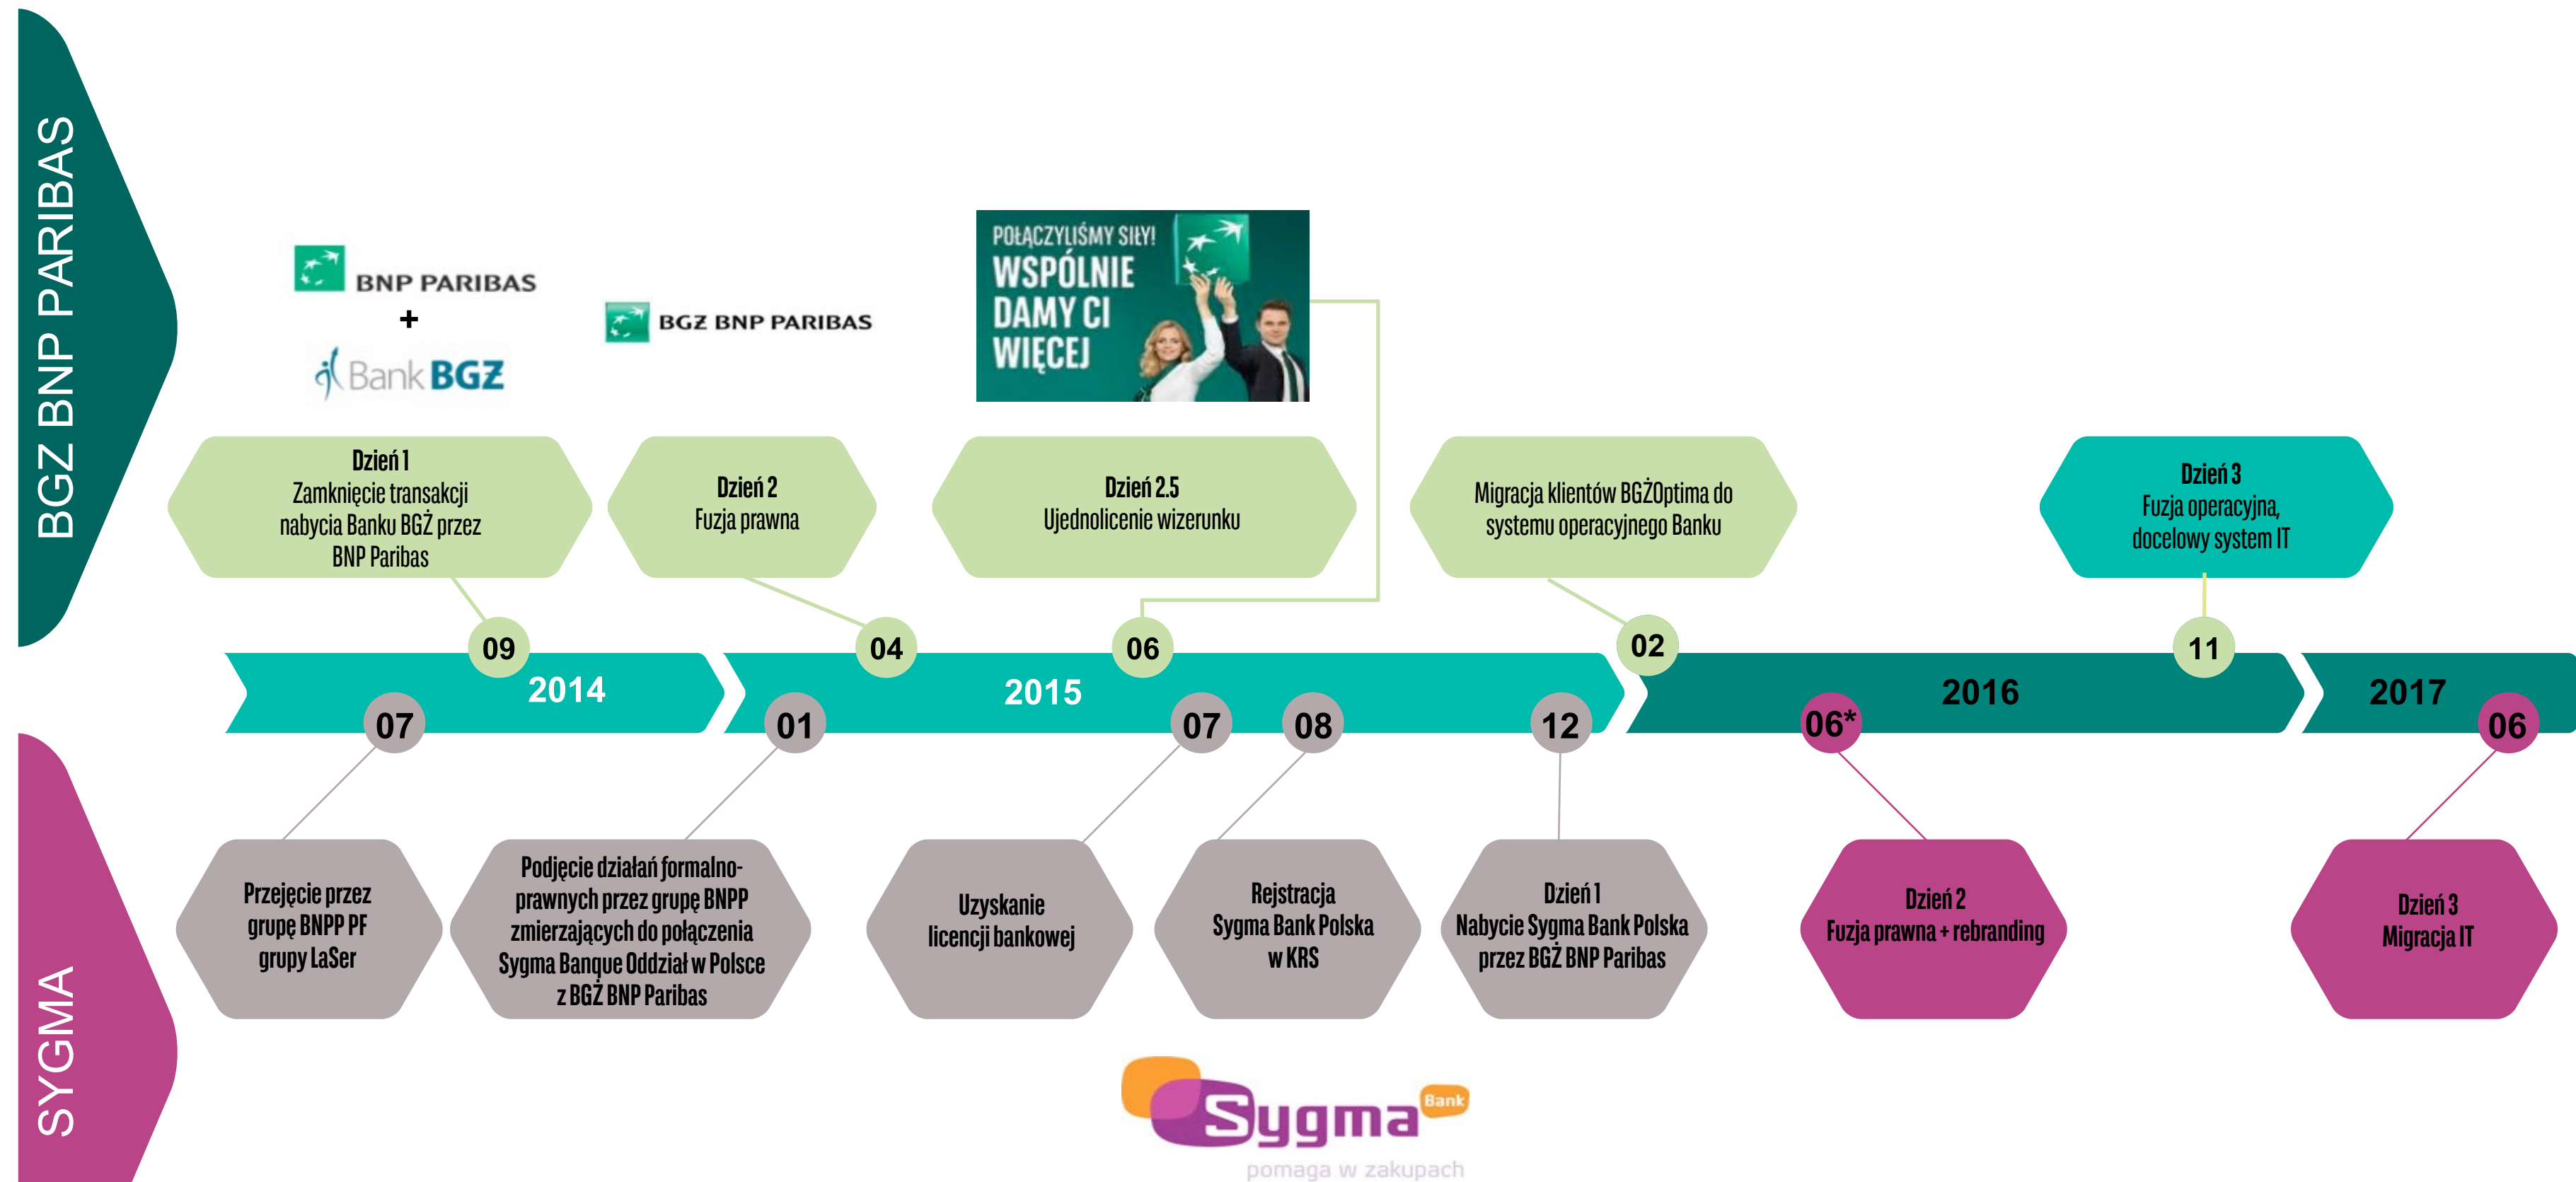 BGZ BNP PARIBAS
BNP PARIBAS
+
Bank BGŻ
BGŻ BNP PARIBAS
POŁĄCZYLIŚMY SIŁY!
WSPÓLNIE
DAMY CI
WIĘCEJ
Dzień 1
Zamknięcie transakcji
nabycia Banku BGŻ przez
BNP Paribas
Dzień 2
Fuzja prawna
Dzień 2.5
Ujednolicenie wizerunku
Migracja klientów BGŻOptima do
systemu operacyjnego Banku
Dzień 3
Fuzja operacyjna,
docelowy system IT
09
04
06
02
11
2014
2015
2016
2017
07
01
07
08
12
06*
06
SYGMA
Przejęcie przez
grupę BNPP PF
grupy LaSer
Podjęcie działań formalno-
prawnych przez grupę BNPP
zmierzających do połączenia
Sygma Banque Oddział w Polsce
z BGŻ BNP Paribas
Uzyskanie
licencji bankowej
Rejstracja
Sygma Bank Polska
w KRS
Dzień 1
Nabycie Sygma Bank Polska
przez BGŻ BNP Paribas
Dzień 2
Fuzja prawna + rebranding
Dzień 3
Migracja IT
Sygma Bank
pomaga w zakupach